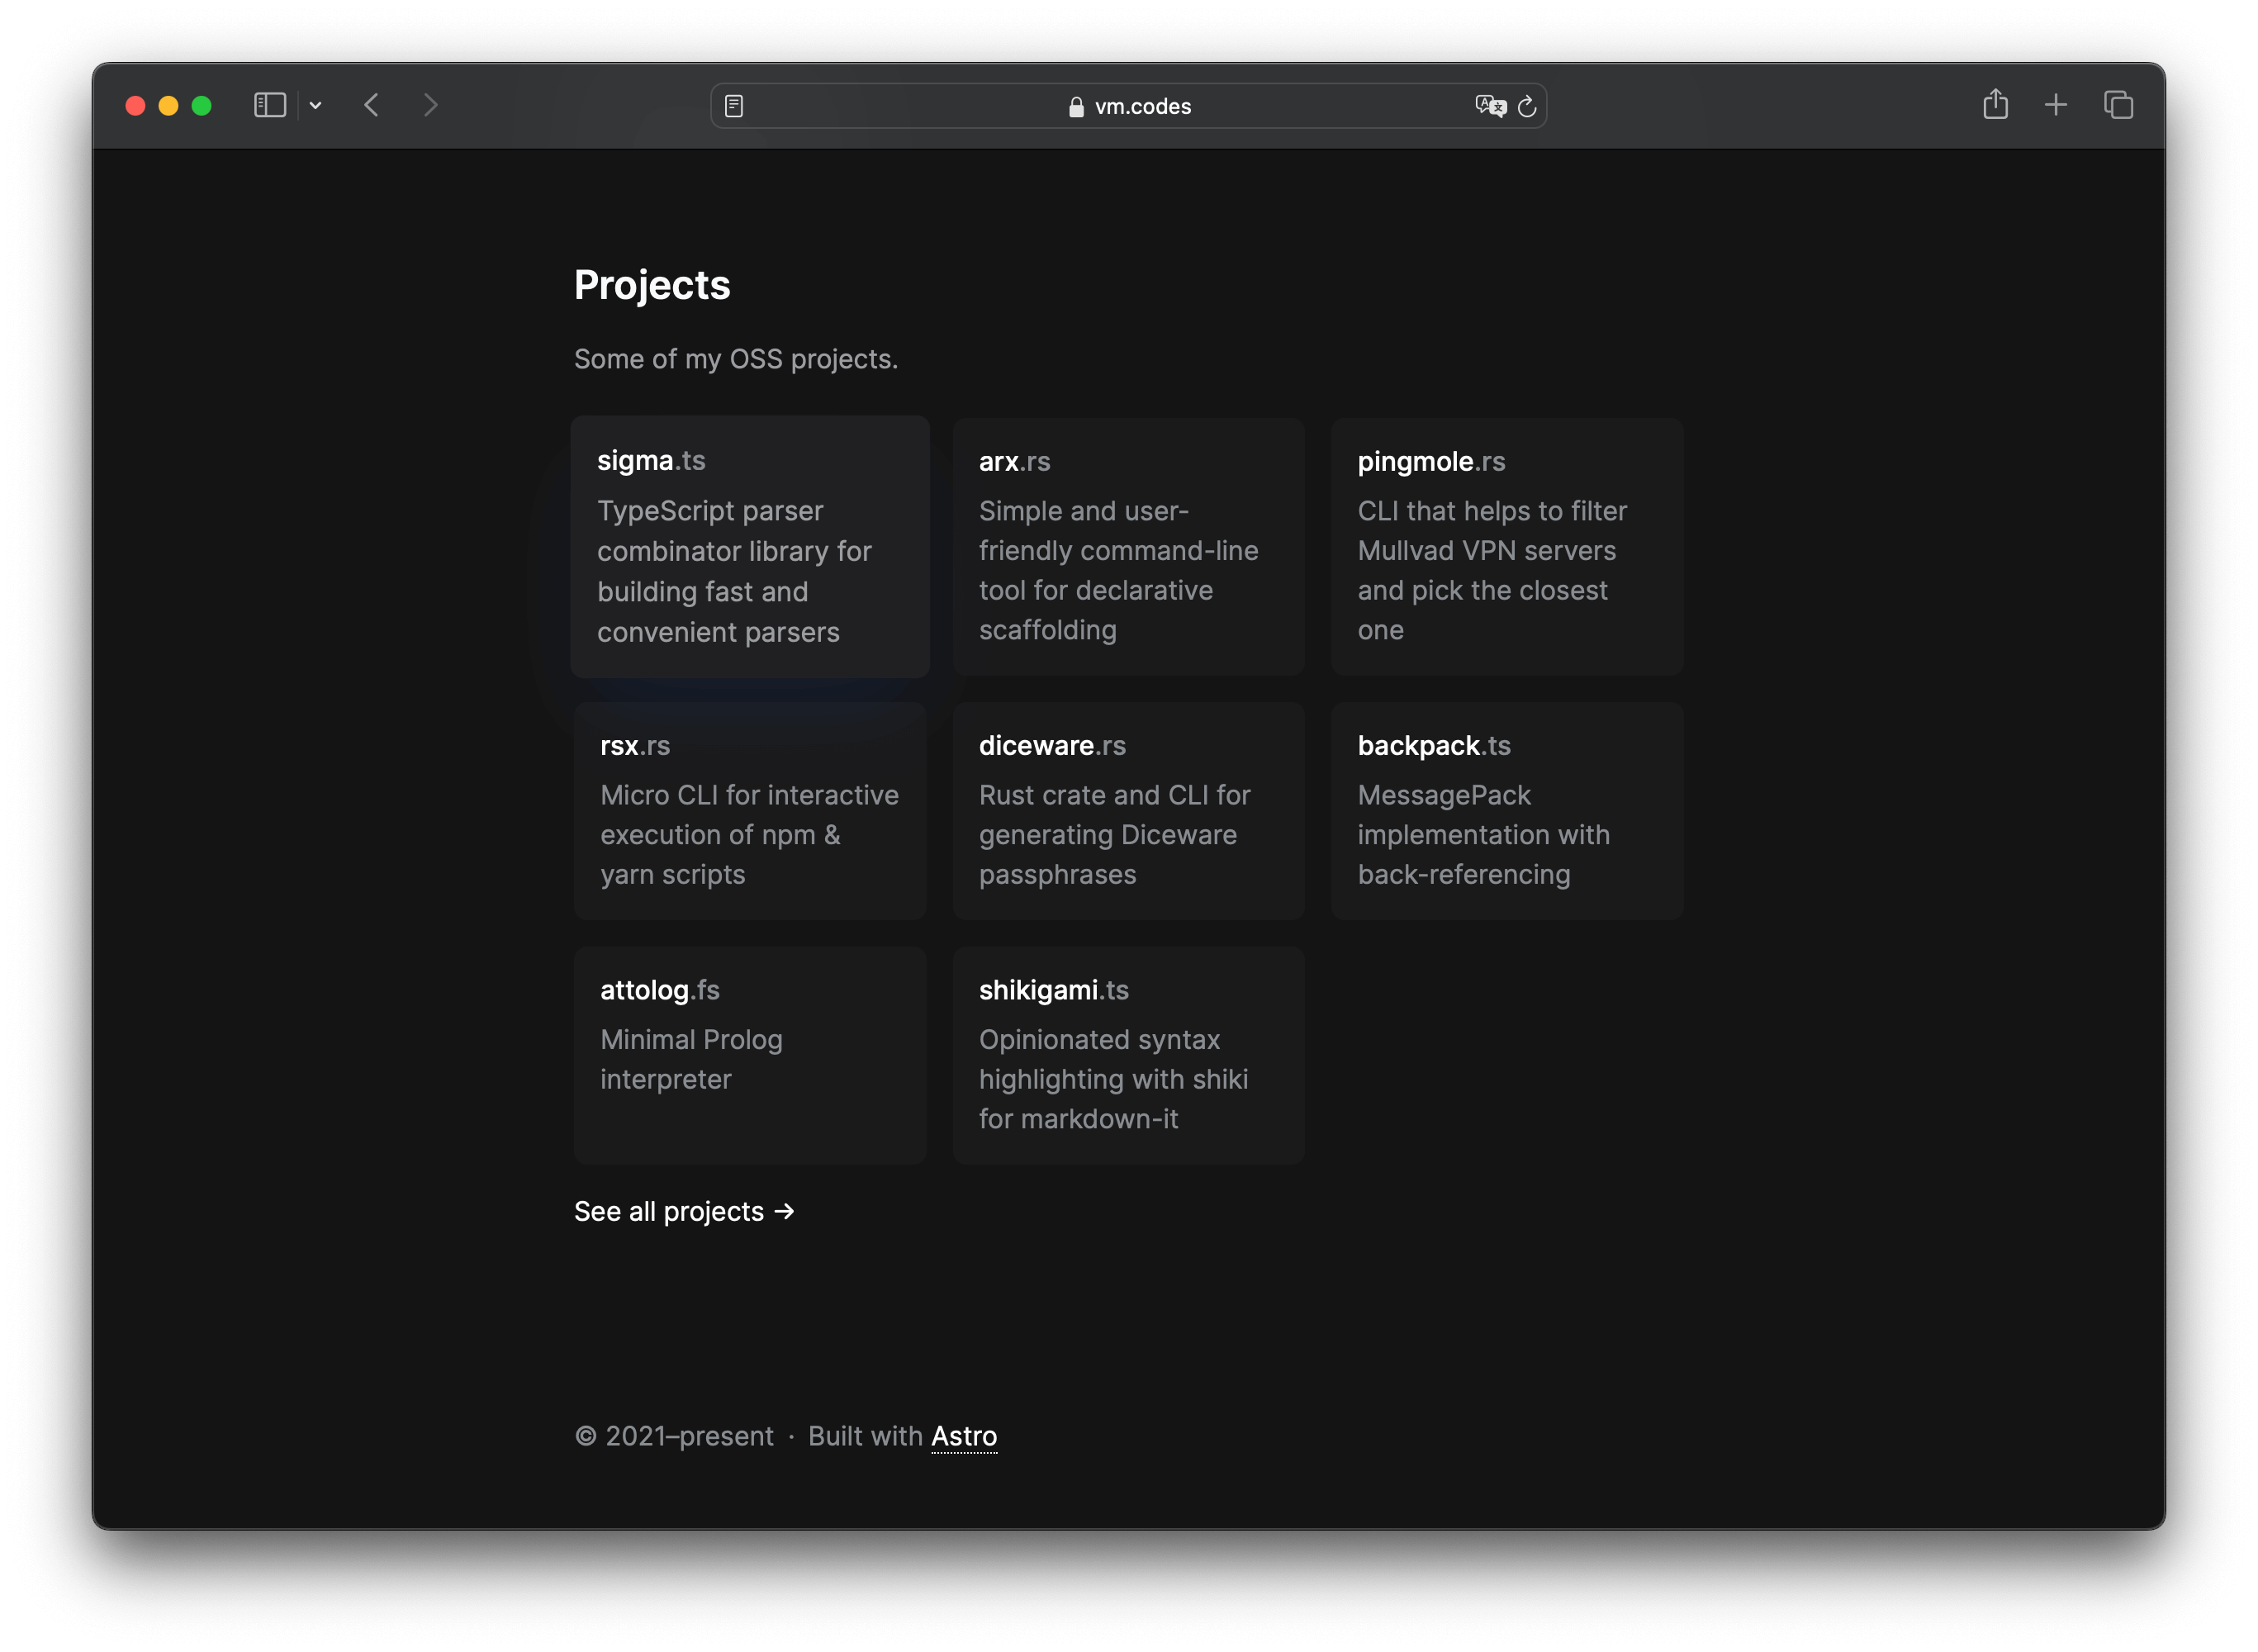 vm.codes
Projects
Some of my OSS projects.
sigma.ts
TypeScript parser
combinator library for
building fast and
convenient parsers
arx.rs
Simple and user-
friendly command-line
tool for declarative
scaffolding
pingmole.rs
CLI that helps to filter
Mullvad VPN servers
and pick the closest
one
rsx.rs
Micro CLI for interactive
execution of npm &
yarn scripts
diceware.rs
Rust crate and CLI for
generating Diceware
passphrases
backpack.ts
MessagePack
implementation with
back-referencing
attolog.fs
Minimal Prolog
interpreter
shikigami.ts
Opinionated syntax
highlighting with shiki
for markdown-it
See all projects →
© 2021–present · Built with Astro